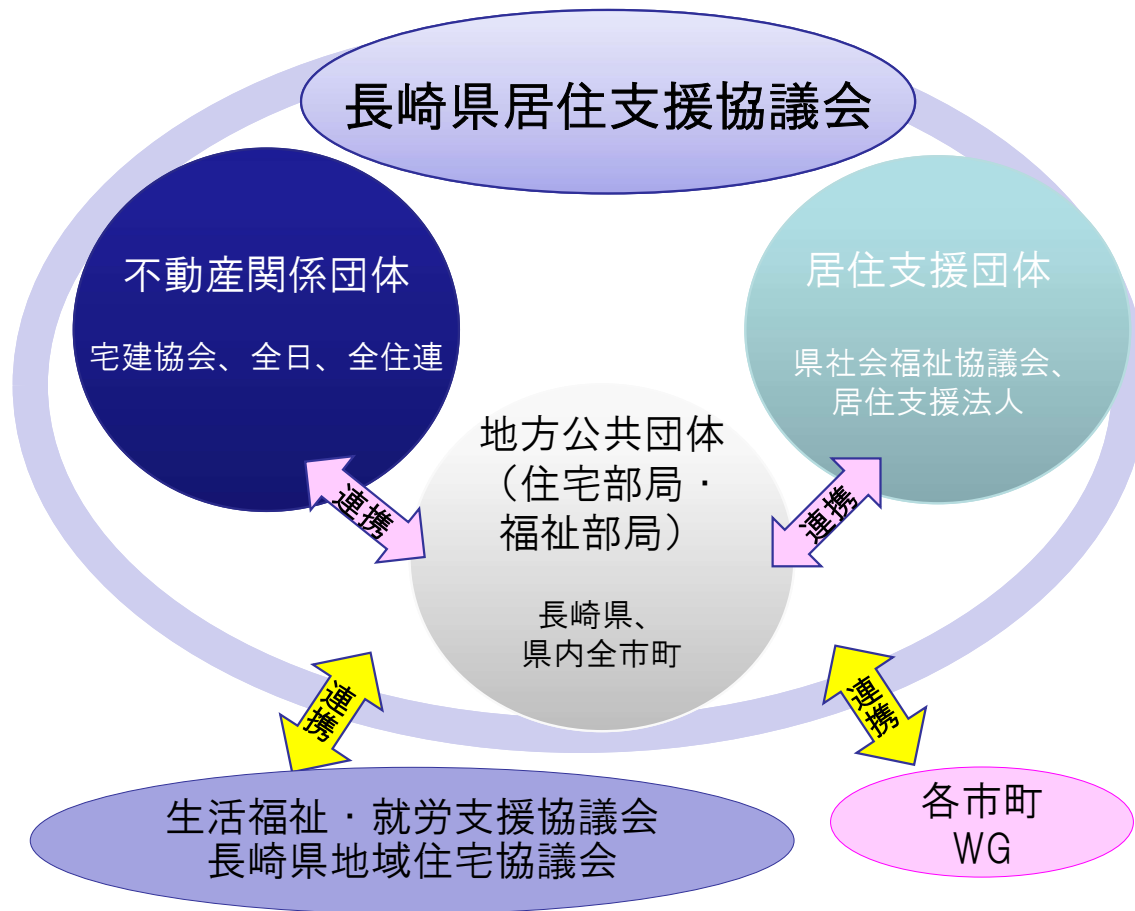 長崎県居住支援協議会
不動産関係団体
宅建協会、全日、全住連
居住支援団体
県社会福祉協議会、
居住支援法人
地方公共団体
（住宅部局・
福祉部局）
長崎県、
県内全市町
連携
連携
連携
連携
生活福祉・就労支援協議会
長崎県地域住宅協議会
各市町
WG